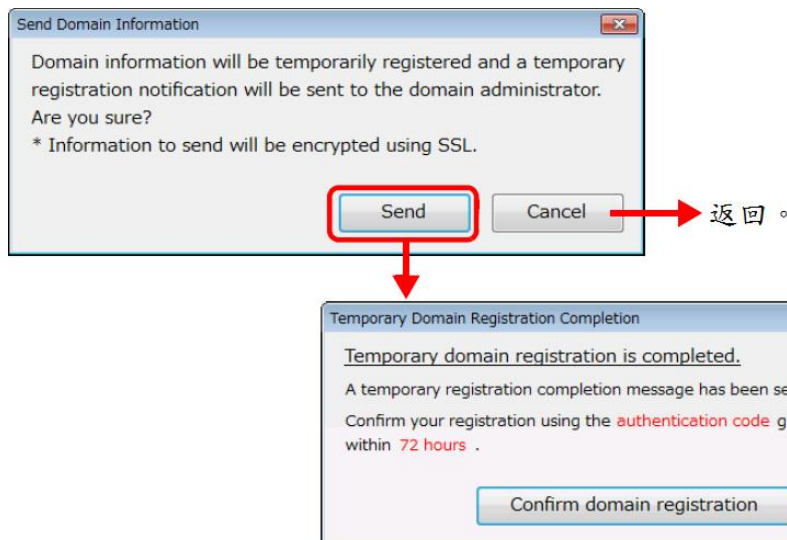 Send Domain Information
Domain information will be temporarily registered and a temporary
registration notification will be sent to the domain administrator.
Are you sure?
* Information to send will be encrypted using SSL.
Send
Cancel
返回。
Temporary Domain Registration Completion
Temporary domain registration is completed.
A temporary registration completion message has been se
Confirm your registration using the authentication code g
within 72 hours .
Confirm domain registration